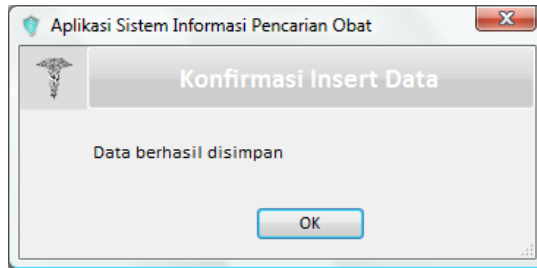 Aplikasi Sistem Informasi Pencarian Obat
Konfirmasi Insert Data
Data berhasil disimpan
OK